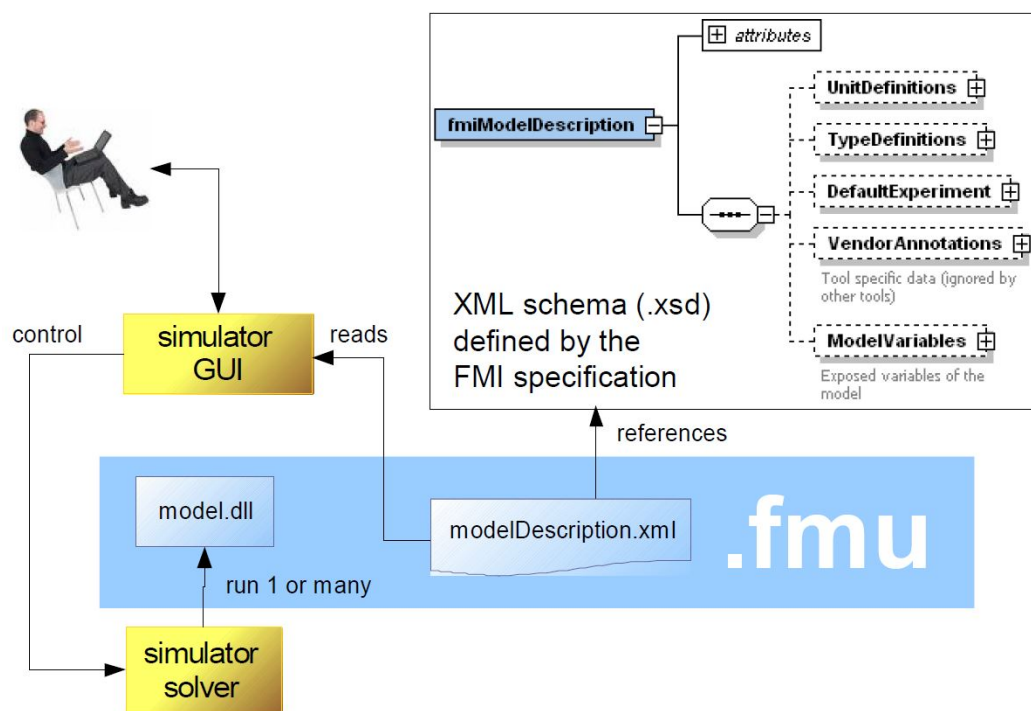 attributes
fmiModelDescription
UnitDefinitions
TypeDefinitions
DefaultExperiment
VendorAnnotations
Tool specific data (ignored by
other tools)
ModelVariables
Exposed variables of the
model
XML schema (.xsd)
defined by the
FMI specification
control
simulator
GUI
reads
references
model.dll
modelDescription.xml
.fmu
run 1 or many
simulator
solver